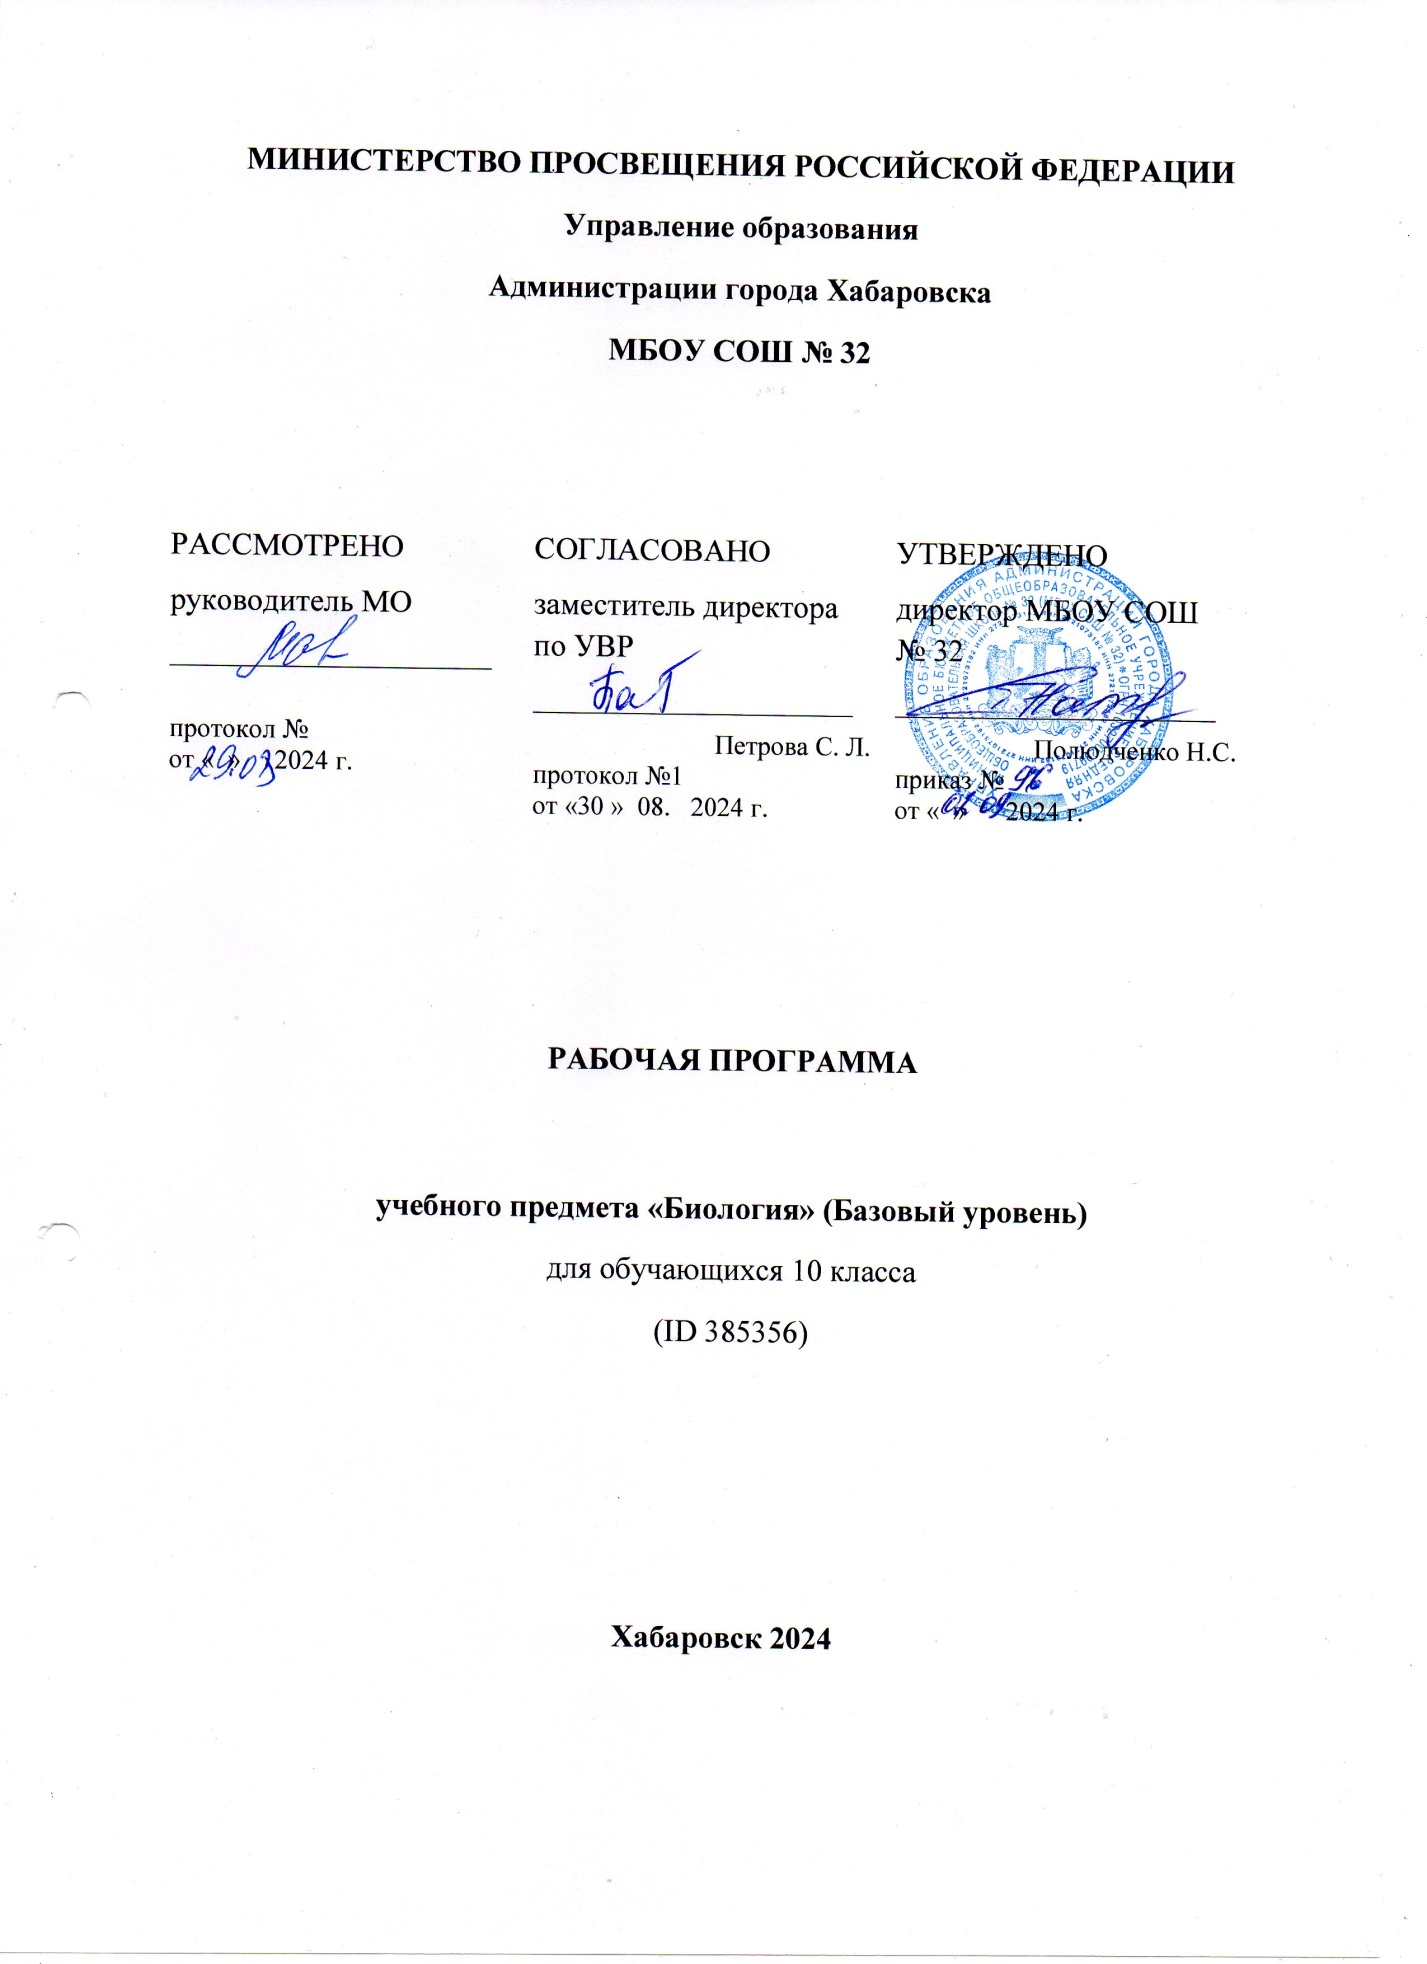 МИНИСТЕРСТВО ПРОСВЕЩЕНИЯ РОССИЙСКОЙ ФЕДЕРАЦИИ
Управление образования
Администрации города Хабаровска
МБОУ СОШ № 32
РАССМОТРЕНО
руководитель МО
протокол №
от « » 2024 г.
СОГЛАСОВАНО
заместитель директора
по УВР
Петрова С. Л.
протокол №1
от «30 » 08. 2024 г.
УТВЕРЖДЕНО
директор МБОУ СОШ
№ 32
Полюдченко Н.С.
приказ №
от « » 2024 г.
РАБОЧАЯ ПРОГРАММА
учебного предмета «Биология» (Базовый уровень)
для обучающихся 10 класса
(ID 385356)
Хабаровск 2024